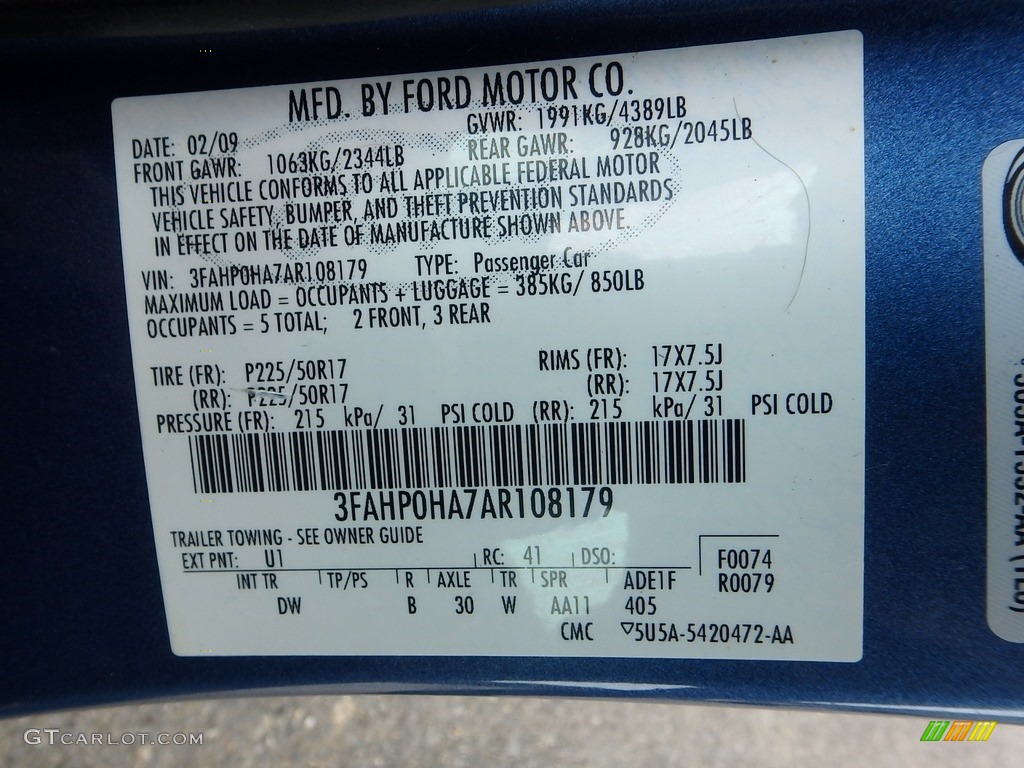 MFD. BY FORD MOTOR CO.
DATE: 02/09 GVWR: 1991KG/4389LB
FRONT GAWR: 1063KG/2344LB REAR GAWR: 928KG/2045LB
THIS VEHICLE CONFORMS TO ALL APPLICABLE FEDERAL MOTOR
VEHICLE SAFETY, BUMPER, AND THEFT PREVENTION STANDARDS
IN EFFECT ON THE DATE OF MANUFACTURE SHOWN ABOVE.
VIN: 3FAHP0HA7AR108179 TYPE: Passenger Car
MAXIMUM LOAD = OCCUPANTS + LUGGAGE = 385KG/ 850LB
OCCUPANTS = 5 TOTAL; 2 FRONT, 3 REAR
TIRE (FR): P225/50R17 RIMS (FR): 17X7.5J
(RR): P225/50R17 (RR): 17X7.5J
PRESSURE (FR): 215 kPa/ 31 PSI COLD (RR): 215 kPa/ 31 PSI COLD
3FAHP0HA7AR108179
TRAILER TOWING - SEE OWNER GUIDE
EXT PNT: U1 RC: 41 DSO: F0074
INT TR TP/PS R AXLE TR SPR ADE1F R0079
DW B 30 W AA11 405
CMC ▽5U5A-5420472-AA
GTCARLOT.COM